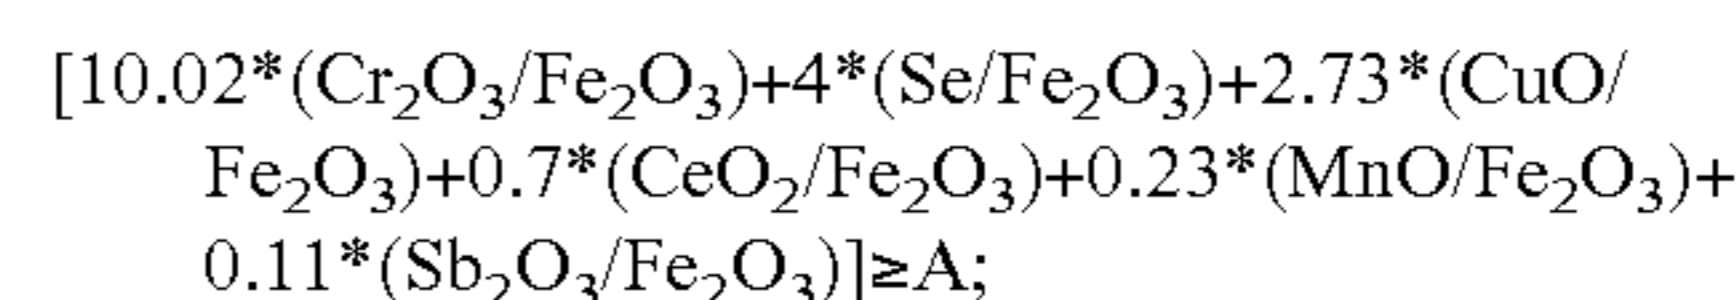 [10.02*(Cr₂O₃/Fe₂O₃)+4*(Se/Fe₂O₃)+2.73*(CuO/
Fe₂O₃)+0.7*(CeO₂/Fe₂O₃)+0.23*(MnO/Fe₂O₃)+
0.11*(Sb₂O₃/Fe₂O₃)]≥A;